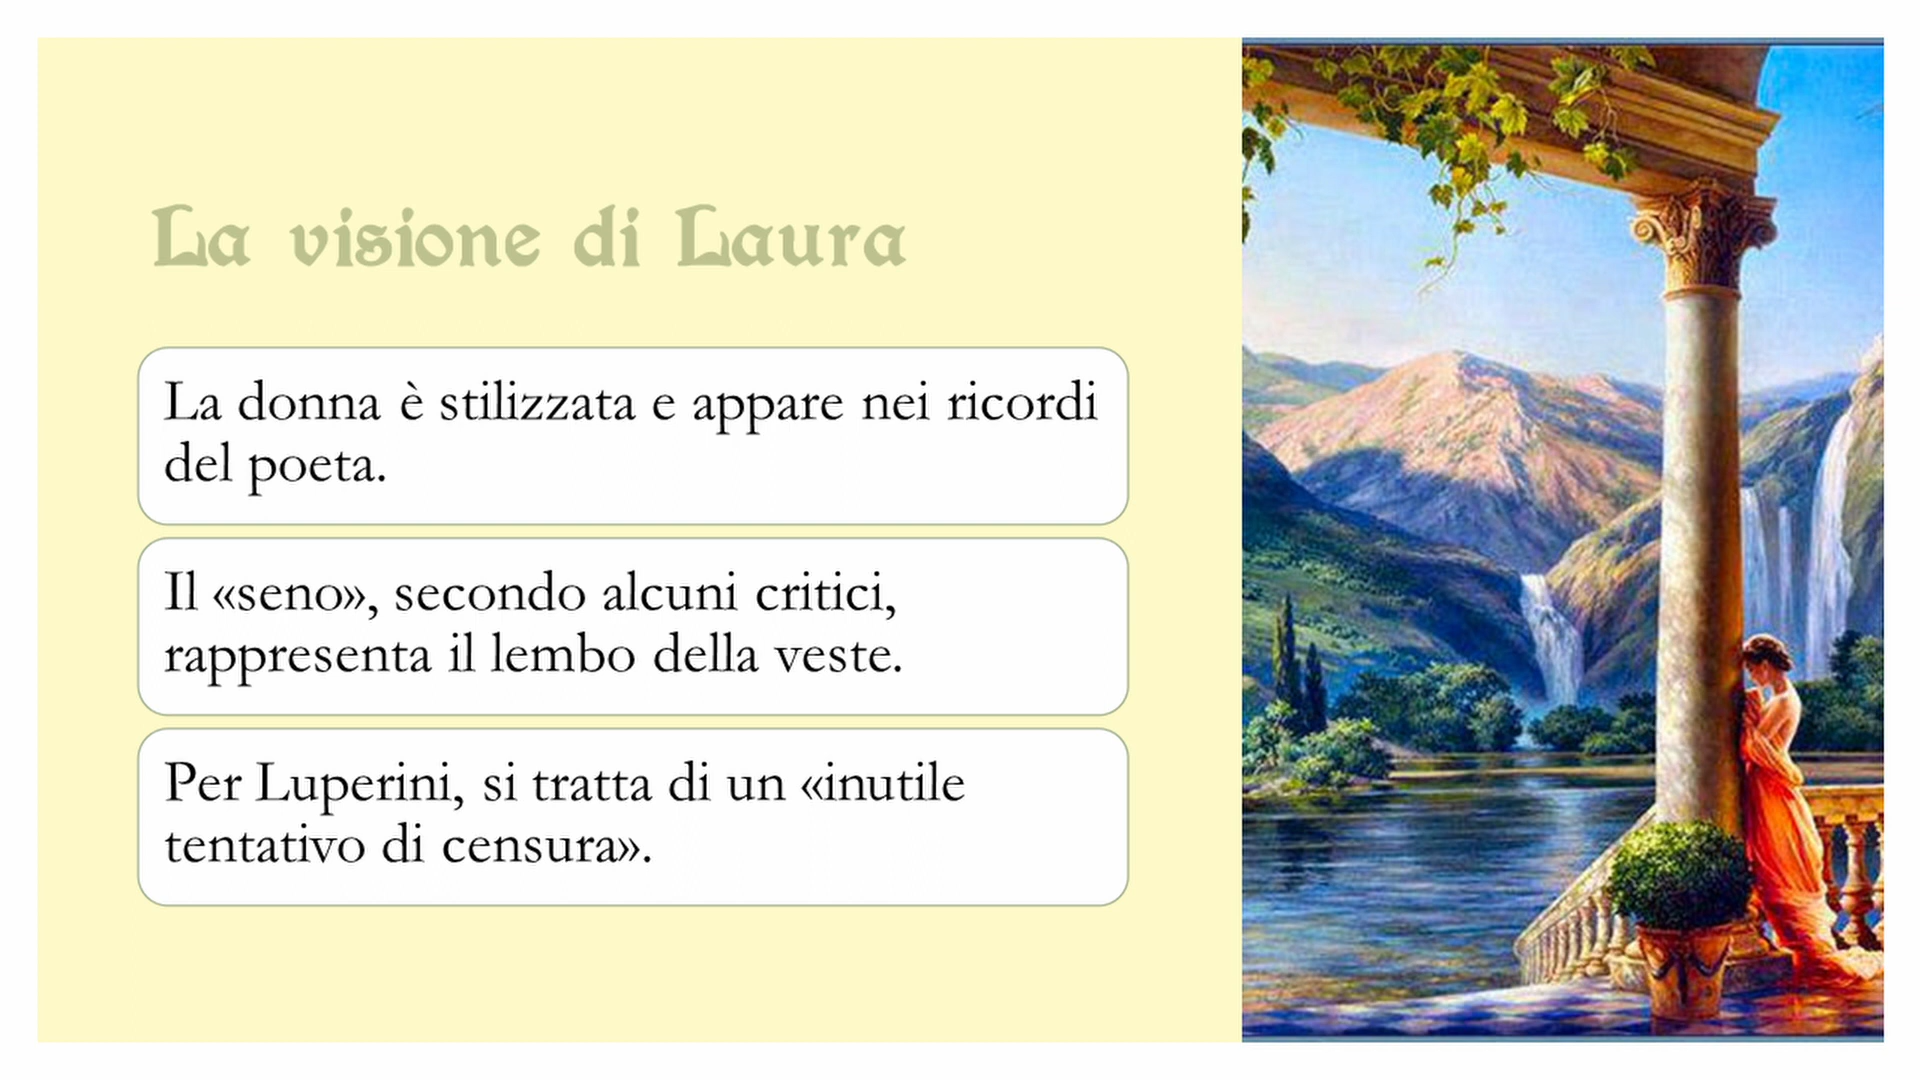 La visione di Laura
La donna è stilizzata e appare nei ricordi
del poeta.
Il «seno», secondo alcuni critici,
rappresenta il lembo della veste.
Per Luperini, si tratta di un «inutile
tentativo di censura».